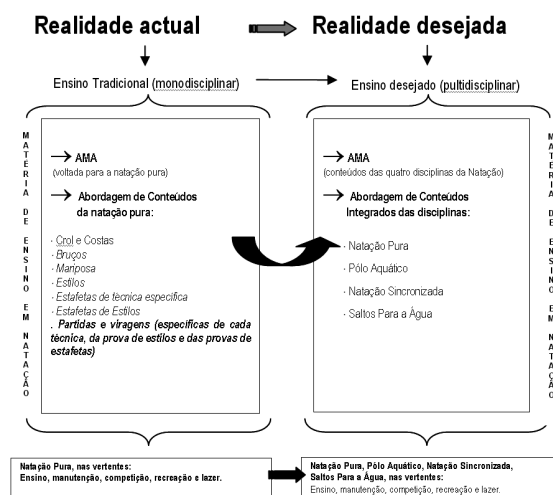 Realidade actual
Realidade desejada
Ensino Tradicional (monodisciplinar)
Ensino desejado (pultidisciplinar)
MATERIA DE ENSINO EM NATAÇÃO
→ AMA
(voltada para a natação pura)
→ Abordagem de Conteúdos
da natação pura:
· Crol e Costas
· Bruços
· Mariposa
· Estilos
· Estafetas de técnica específica
· Estafetas de Estilos
. Partidas e viragens (específicas de cada
técnica, da prova de estilos e das provas de
estafetas)
→ AMA
(conteúdos das quatro disciplinas da Natação)
→ Abordagem de Conteúdos
Integrados das disciplinas:
· Natação Pura
· Pólo Aquático
· Natação Sincronizada
· Saltos Para a Água
MATERIA DE ENSINO EM NATAÇÃO
Natação Pura, nas vertentes:
Ensino, manutenção, competição, recreação e lazer.
Natação Pura, Pólo Aquático, Natação Sincronizada,
Saltos Para a Água, nas vertentes:
Ensino, manutenção, competição, recreação e lazer.